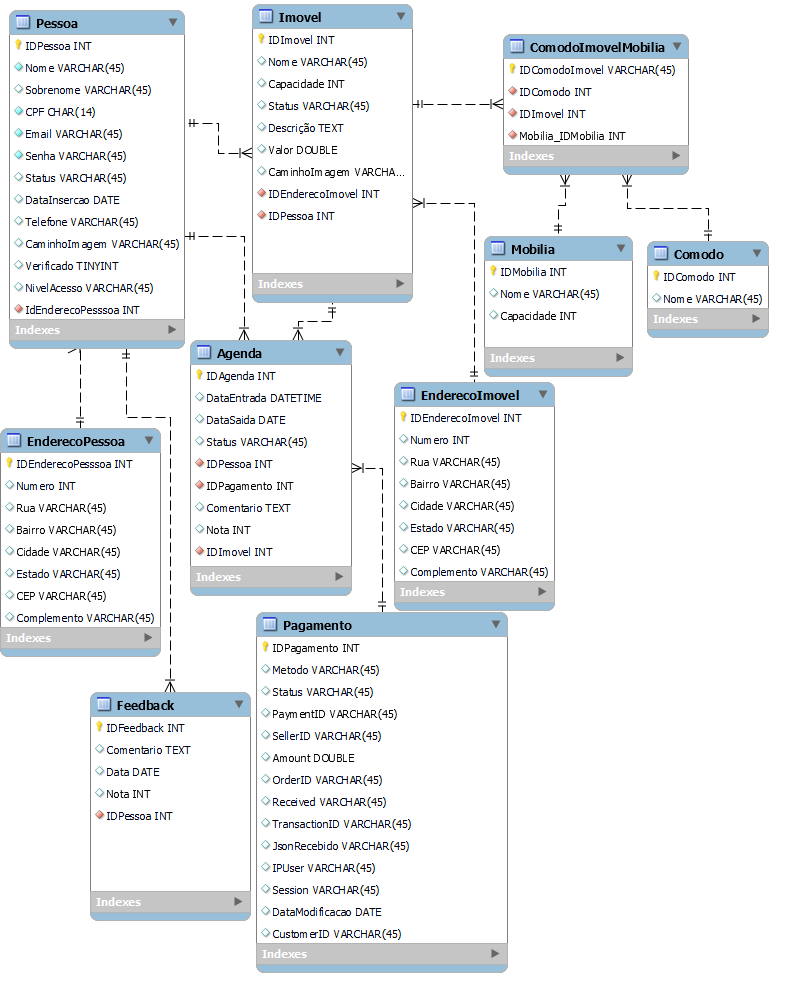 Pessoa
IDPessoa INT
Nome VARCHAR(45)
Sobrenome VARCHAR(45)
CPF CHAR(14)
Email VARCHAR(45)
Senha VARCHAR(45)
Status VARCHAR(45)
DataInsercao DATE
Telefone VARCHAR(45)
CaminhoImagem VARCHAR(45)
Verificado TINYINT
NivelAcesso VARCHAR(45)
IdEnderecoPesssoa INT
Indexes
Imovel
IDImovel INT
Nome VARCHAR(45)
Capacidade INT
Status VARCHAR(45)
Descrição TEXT
Valor DOUBLE
CaminhoImagem VARCHA...
IDEnderecoImovel INT
IDPessoa INT
Indexes
ComodoImovelMobilia
IDComodoImovel VARCHAR(45)
IDComodo INT
IDImovel INT
Mobilia_IDMobilia INT
Indexes
Mobilia
IDMobilia INT
Nome VARCHAR(45)
Capacidade INT
Indexes
Comodo
IDComodo INT
Nome VARCHAR(45)
Indexes
Agenda
IDAgenda INT
DataEntrada DATETIME
DataSaida DATE
Status VARCHAR(45)
IDPessoa INT
IDPagamento INT
Comentario TEXT
Nota INT
IDImovel INT
Indexes
EnderecoImovel
IDEnderecoImovel INT
Numero INT
Rua VARCHAR(45)
Bairro VARCHAR(45)
Cidade VARCHAR(45)
Estado VARCHAR(45)
CEP VARCHAR(45)
Complemento VARCHAR(45)
Indexes
EnderecoPessoa
IDEnderecoPesssoa INT
Numero INT
Rua VARCHAR(45)
Bairro VARCHAR(45)
Cidade VARCHAR(45)
Estado VARCHAR(45)
CEP VARCHAR(45)
Complemento VARCHAR(45)
Indexes
Pagamento
IDPagamento INT
Metodo VARCHAR(45)
Status VARCHAR(45)
PaymentID VARCHAR(45)
SellerID VARCHAR(45)
Amount DOUBLE
OrderID VARCHAR(45)
Received VARCHAR(45)
TransactionID VARCHAR(45)
JsonRecebido VARCHAR(45)
IPUser VARCHAR(45)
Session VARCHAR(45)
DataModificacao DATE
CustomerID VARCHAR(45)
Indexes
Feedback
IDFeedback INT
Comentario TEXT
Data DATE
Nota INT
IDPessoa INT
Indexes